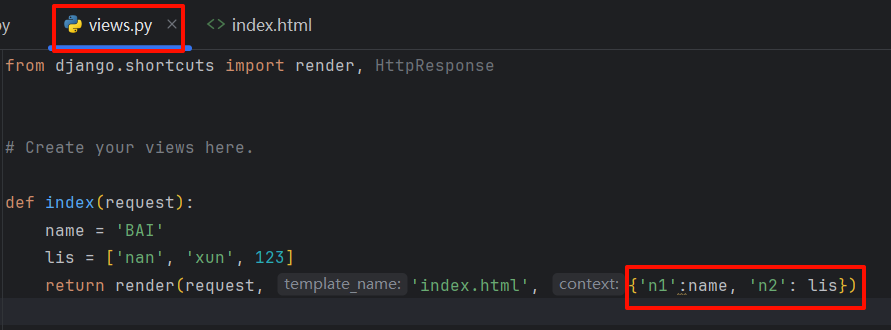 py views.py × <> index.html
from django.shortcuts import render, HttpResponse
# Create your views here.
def index(request):
name = 'BAI'
lis = ['nan', 'xun', 123]
return render(request, template_name: 'index.html', context: {'n1':name, 'n2': lis})